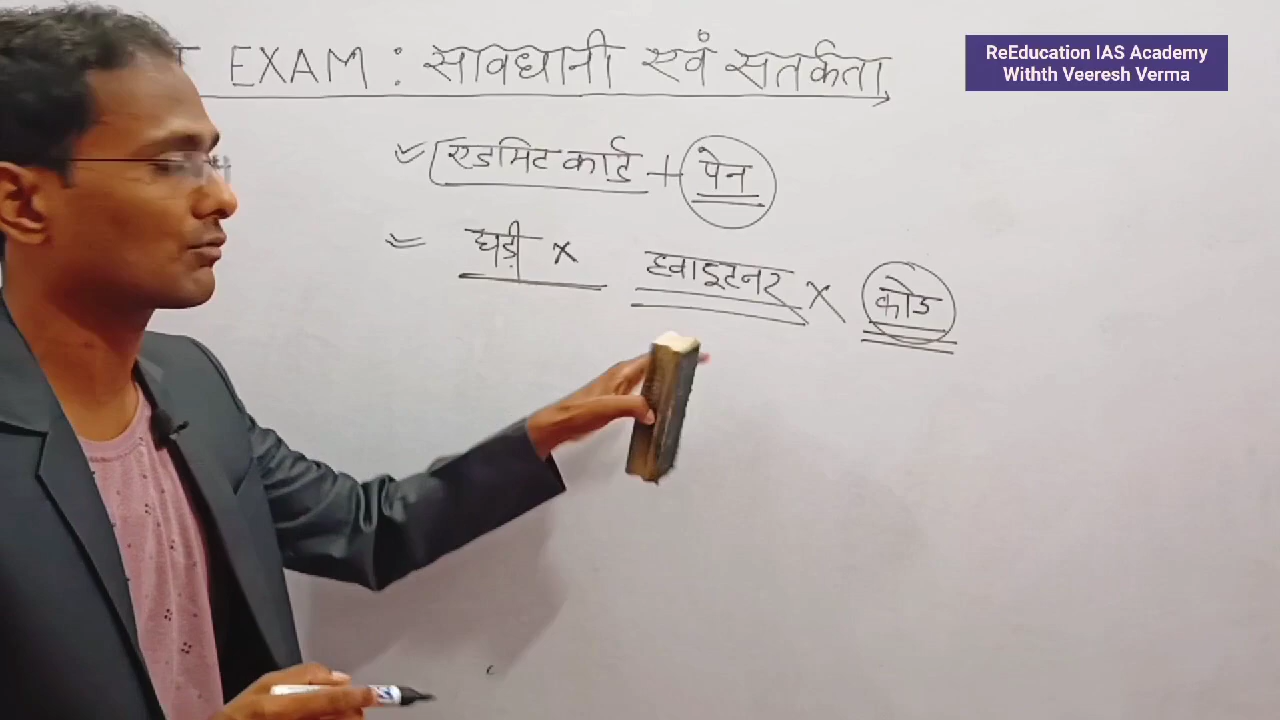 EXAM : सावधानी एवं सतर्कता
एडमिट कार्ड + पेन
= घड़ी x व्हाइटनर x कोड
ReEducation IAS Academy
Withth Veeresh Verma